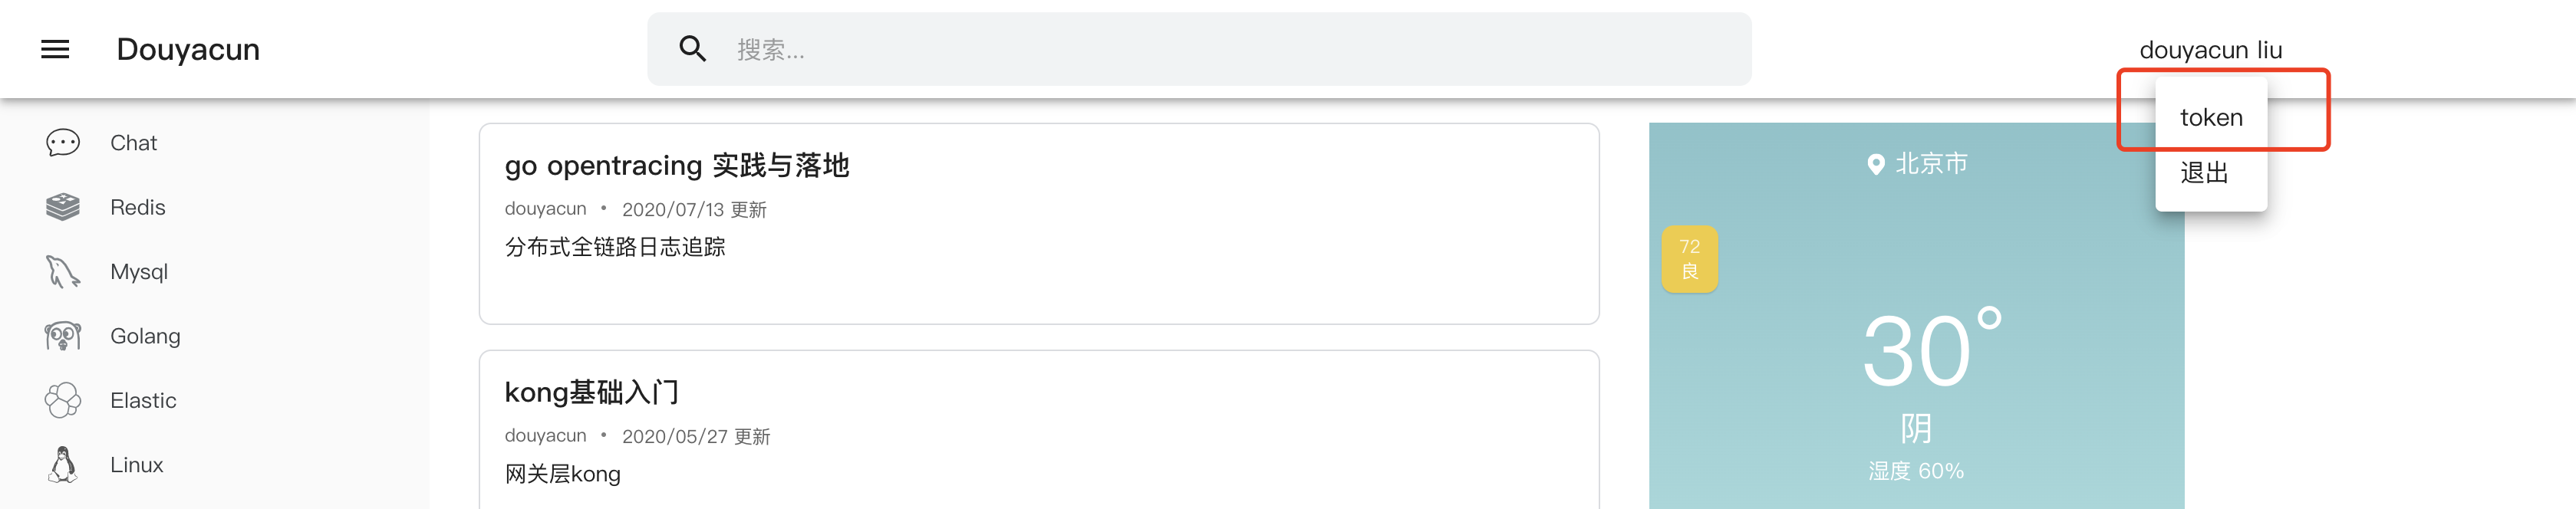 Douyacun
搜索...
douyacun liu
token
退出
Chat
Redis
Mysql
Golang
Elastic
Linux
go opentracing 实践与落地
douyacun • 2020/07/13 更新
分布式全链路日志追踪
kong基础入门
douyacun • 2020/05/27 更新
网关层kong
北京市
72
良
30°
阴
湿度 60%